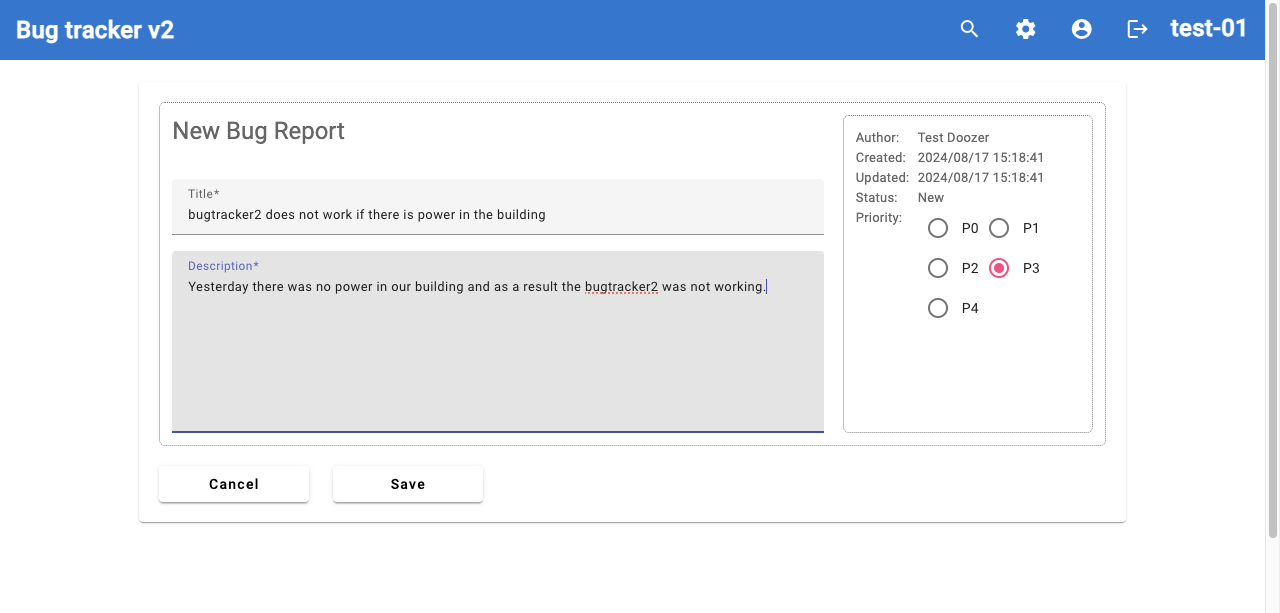 Bug tracker v2
test-01
New Bug Report
Title*
bugtracker2 does not work if there is power in the building
Description*
Yesterday there was no power in our building and as a result the bugtracker2 was not working.
Author: Test Doozer
Created: 2024/08/17 15:18:41
Updated: 2024/08/17 15:18:41
Status: New
Priority:
P0 P1
P2 P3
P4
Cancel Save